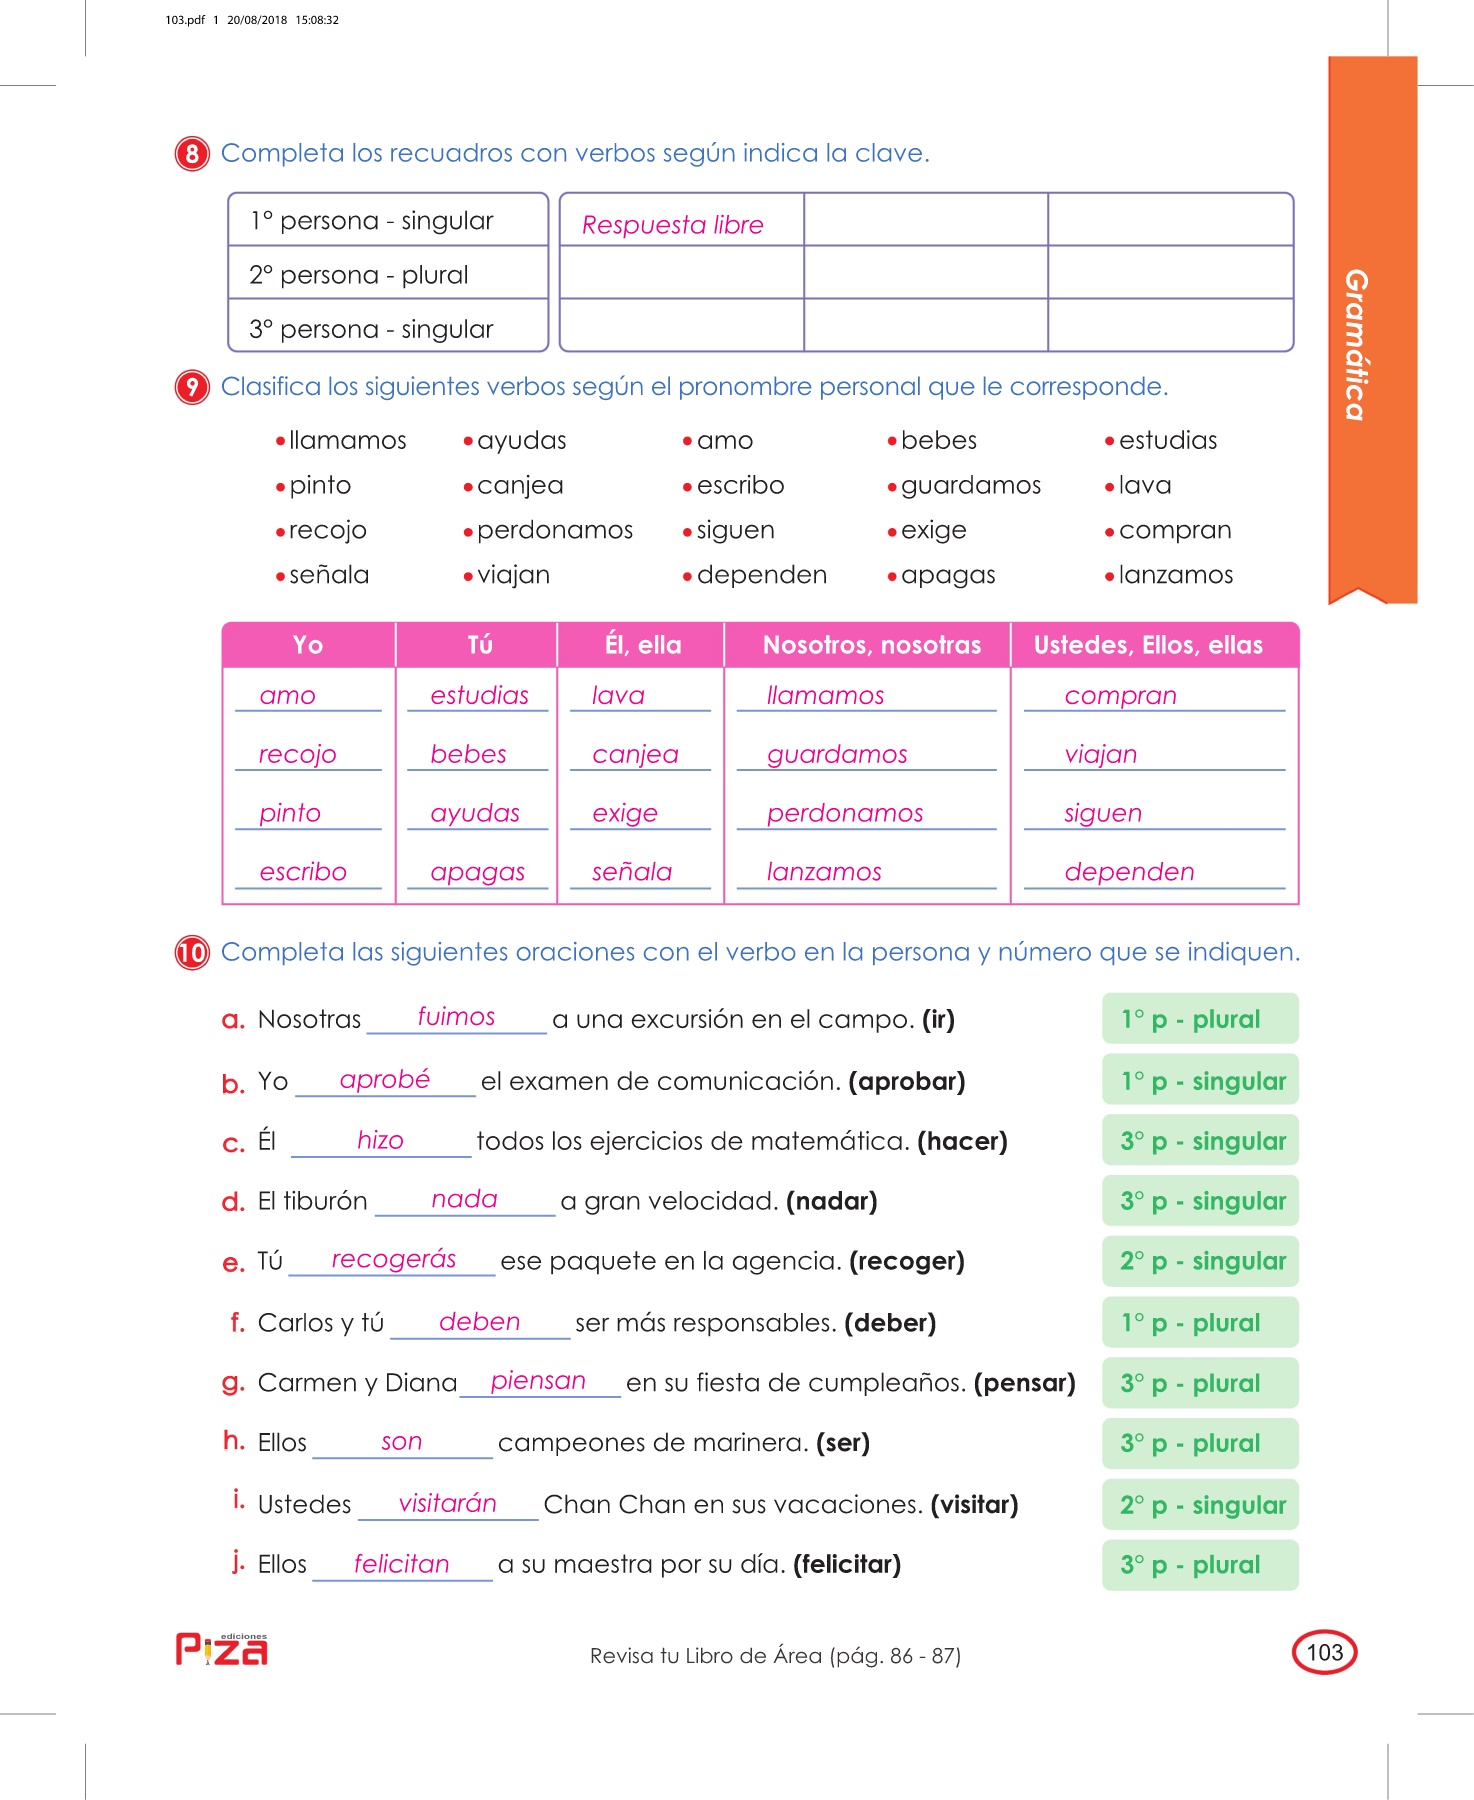 103.pdf 1 20/08/2018 15:08:32
Gramática
8 Completa los recuadros con verbos según indica la clave.
1° persona - singular Respuesta libre
2° persona - plural
3° persona - singular
9 Clasifica los siguientes verbos según el pronombre personal que le corresponde.
• llamamos • ayudas • amo • bebes • estudias
• pinto • canjea • escribo • guardamos • lava
• recojo • perdonamos • siguen • exige • compran
• señala • viajan • dependen • apagas • lanzamos
Yo Tú Él, ella Nosotros, nosotras Ustedes, Ellos, ellas
amo estudias lava llamamos compran
recojo bebes canjea guardamos viajan
pinto ayudas exige perdonamos siguen
escribo apagas señala lanzamos dependen
10 Completa las siguientes oraciones con el verbo en la persona y número que se indiquen.
a. Nosotras fuimos a una excursión en el campo. (ir) 1° p - plural
b. Yo aprobé el examen de comunicación. (aprobar) 1° p - singular
c. Él hizo todos los ejercicios de matemática. (hacer) 3° p - singular
d. El tiburón nada a gran velocidad. (nadar) 3° p - singular
e. Tú recogerás ese paquete en la agencia. (recoger) 2° p - singular
f. Carlos y tú deben ser más responsables. (deber) 1° p - plural
g. Carmen y Diana piensan en su fiesta de cumpleaños. (pensar) 3° p - plural
h. Ellos son campeones de marinera. (ser) 3° p - plural
i. Ustedes visitarán Chan Chan en sus vacaciones. (visitar) 2° p - singular
j. Ellos felicitan a su maestra por su día. (felicitar) 3° p - plural
ediciones
Piza
Revisa tu Libro de Área (pág. 86 - 87)
103